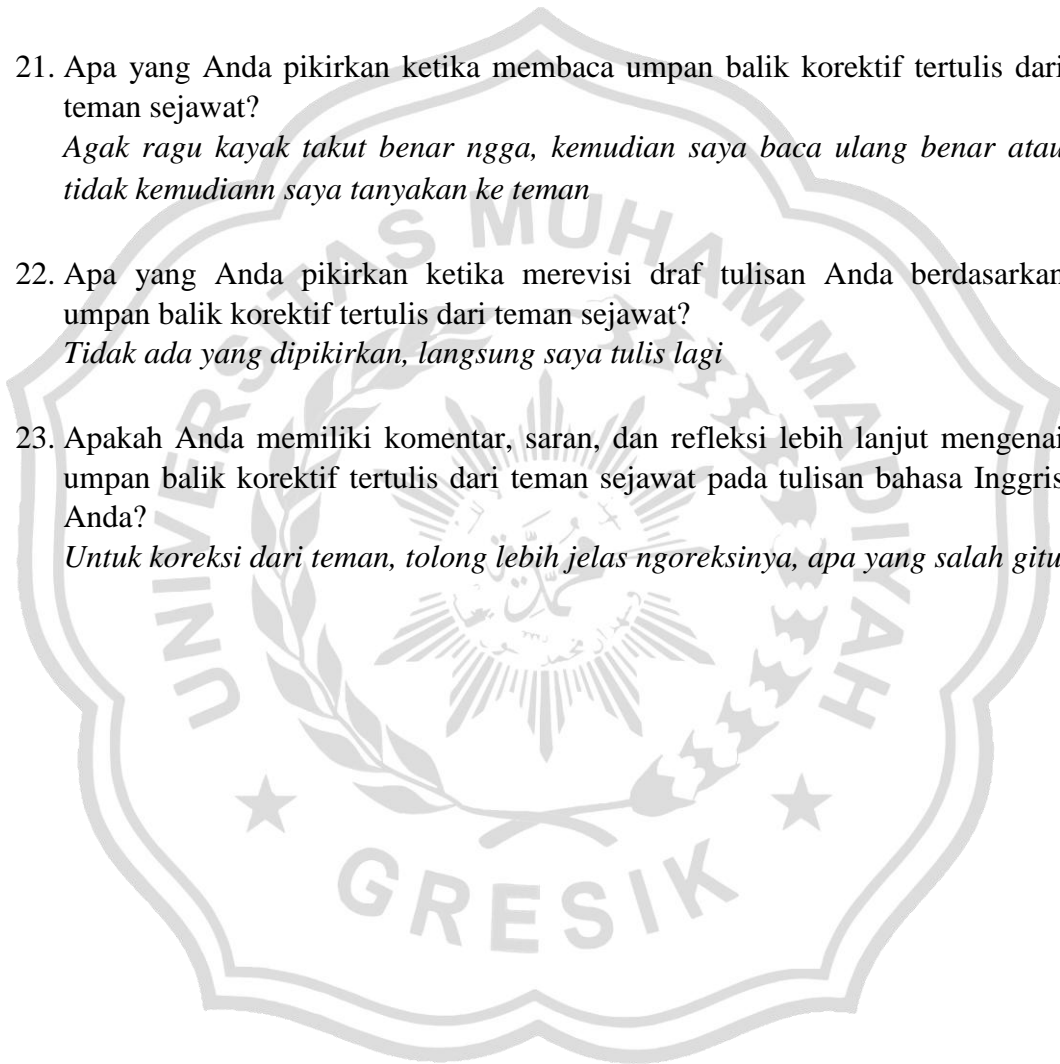 21. Apa yang Anda pikirkan ketika membaca umpan balik korektif tertulis dari
teman sejawat?
Agak ragu kayak takut benar ngga, kemudian saya baca ulang benar atau
tidak kemudiann saya tanyakan ke teman
22. Apa yang Anda pikirkan ketika merevisi draf tulisan Anda berdasarkan
umpan balik korektif tertulis dari teman sejawat?
Tidak ada yang dipikirkan, langsung saya tulis lagi
23. Apakah Anda memiliki komentar, saran, dan refleksi lebih lanjut mengenai
umpan balik korektif tertulis dari teman sejawat pada tulisan bahasa Inggris
Anda?
Untuk koreksi dari teman, tolong lebih jelas ngoreksinya, apa yang salah gitu
UNIVERSITAS MUHAMMADIYAH
GRESIK